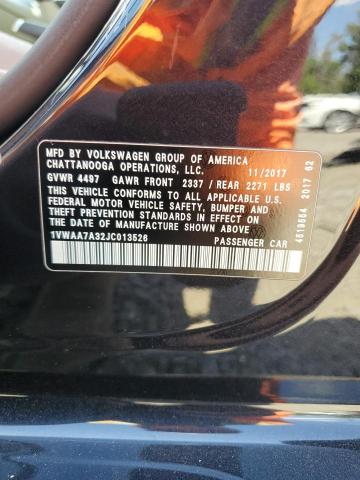 MFD BY VOLKSWAGEN GROUP OF AMERICA
CHATTANOOGA OPERATIONS, LLC. 11/2017
GVWR 4497 GAWR FRONT 2337 / REAR 2271 LBS
THIS VEHICLE CONFORMS TO ALL APPLICABLE U.S.
FEDERAL MOTOR VEHICLE SAFETY, BUMPER AND
THEFT PREVENTION STANDARDS IN EFFECT ON
THE DATE OF MANUFACTURE SHOWN ABOVE
1VWAA7A32JC013526 PASSENGER CAR
4519554 2017 62